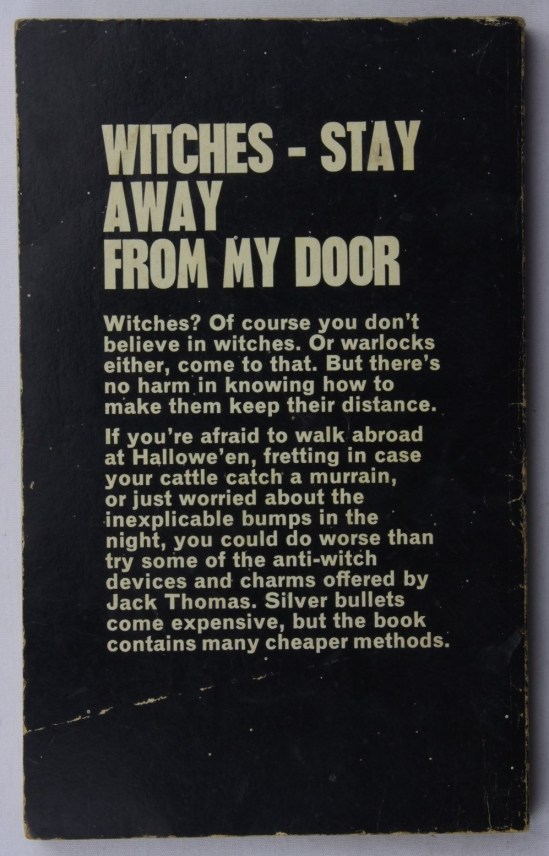 WITCHES - STAY
AWAY
FROM MY DOOR
Witches? Of course you don't
believe in witches. Or warlocks
either, come to that. But there's
no harm in knowing how to
make them keep their distance.
If you're afraid to walk abroad
at Hallowe'en, fretting in case
your cattle catch a murrain,
or just worried about the
inexplicable bumps in the
night, you could do worse than
try some of the anti-witch
devices and charms offered by
Jack Thomas. Silver bullets
come expensive, but the book
contains many cheaper methods.